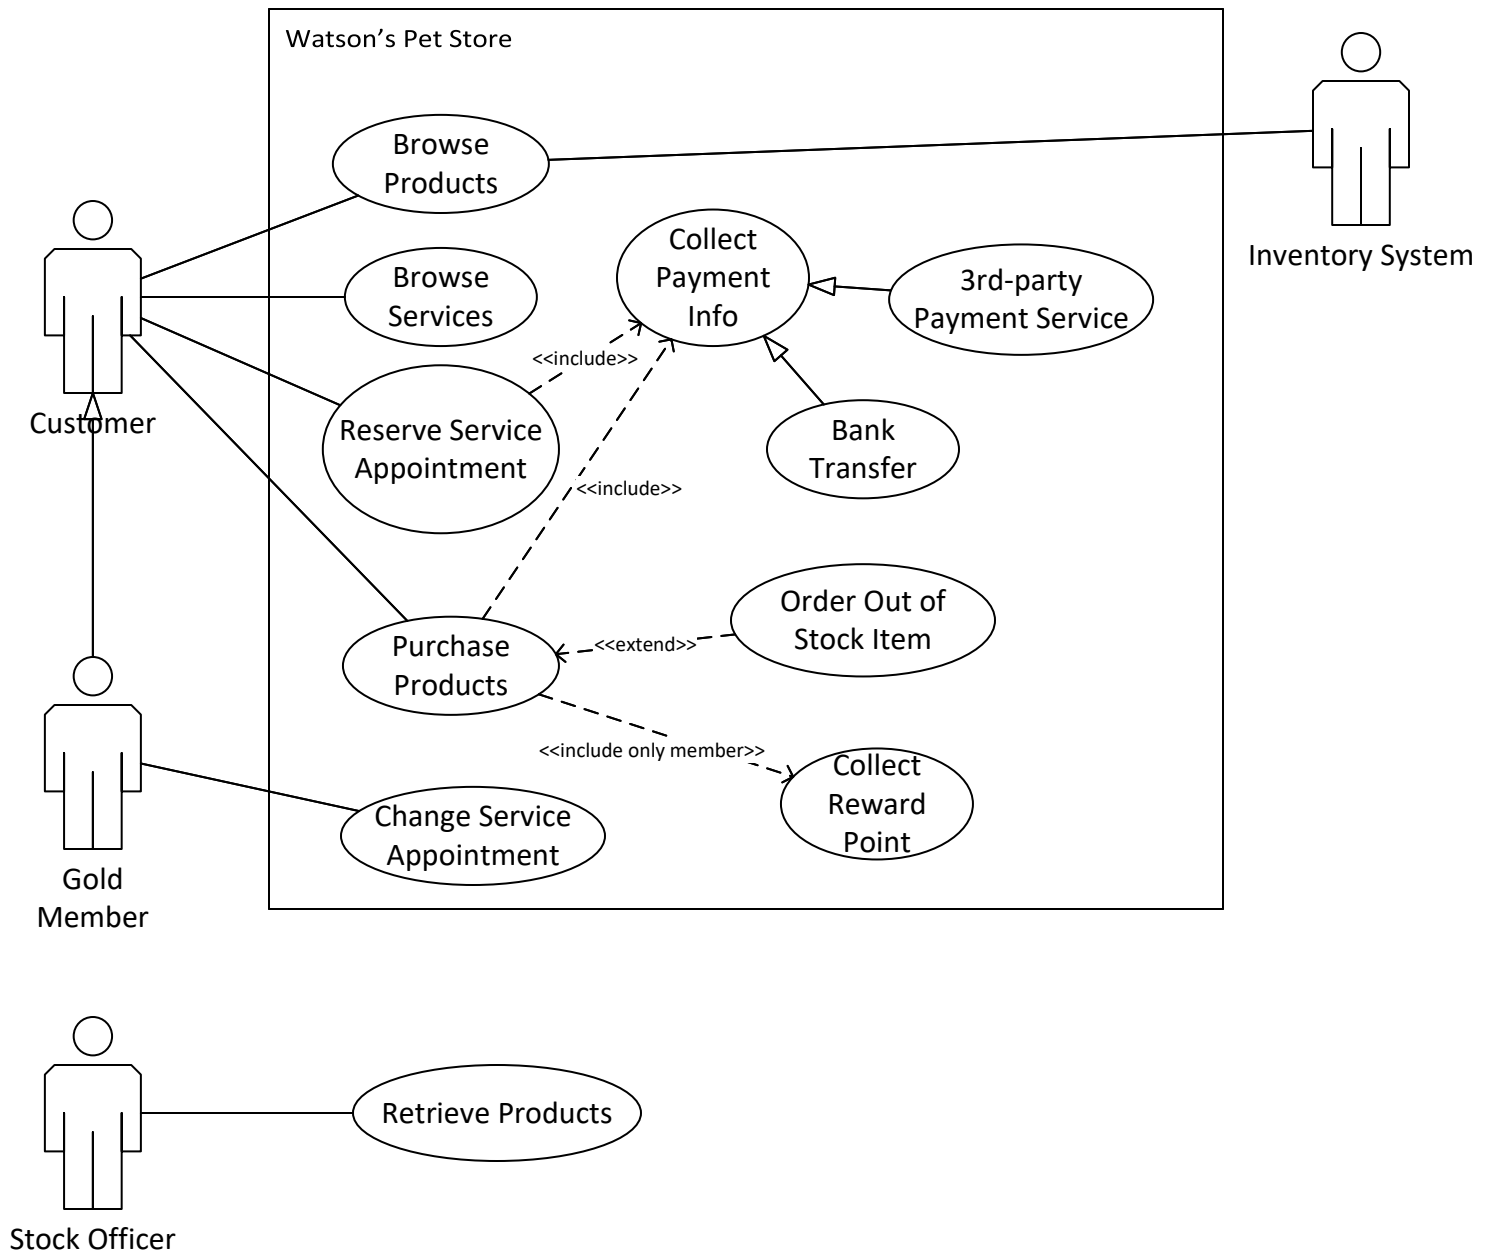 Watson’s Pet Store
Browse
Products
Inventory System
Collect
Payment
Info
Browse
Services
3rd-party
Payment Service
<<include>>
Customer
Reserve Service
Appointment
Bank
Transfer
<<include>>
Order Out of
Stock Item
Purchase
Products
<<extend>>
<<include only member>>
Collect
Reward
Point
Change Service
Appointment
Gold
Member
Retrieve Products
Stock Officer